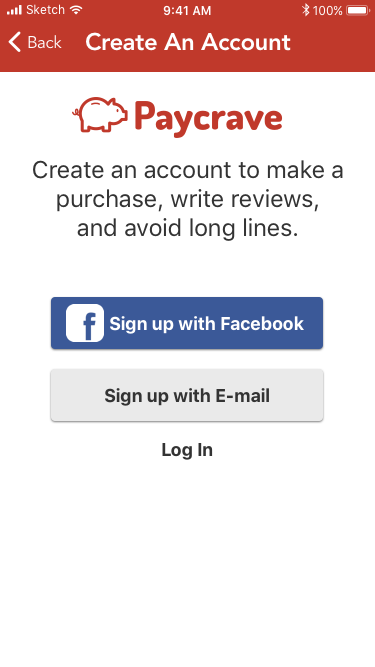 Sketch 9:41 AM 100%
Back Create An Account
Paycrave
Create an account to make a
purchase, write reviews,
and avoid long lines.
f Sign up with Facebook
Sign up with E-mail
Log In